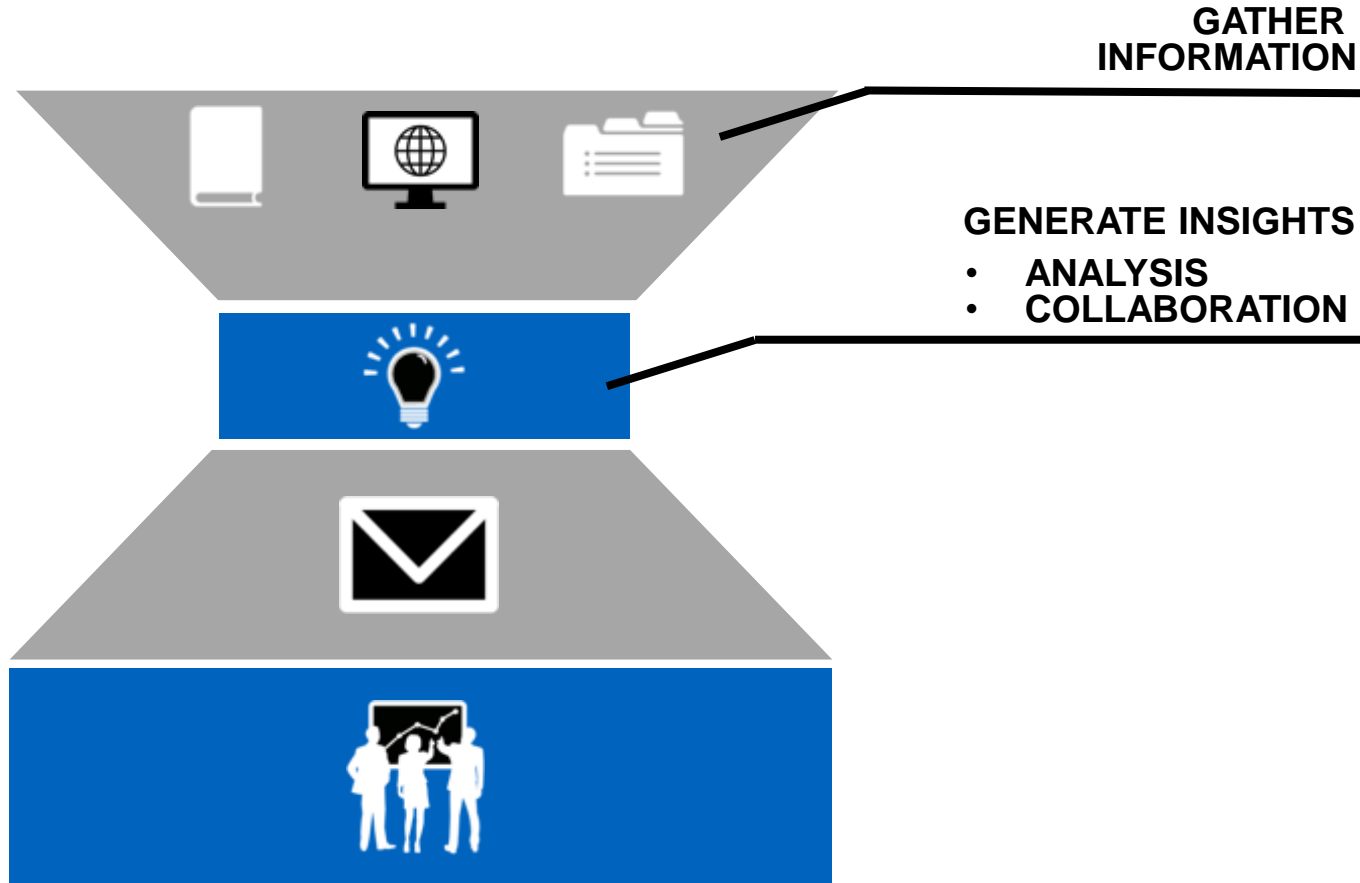 GATHER
INFORMATION
GENERATE INSIGHTS
• ANALYSIS
• COLLABORATION